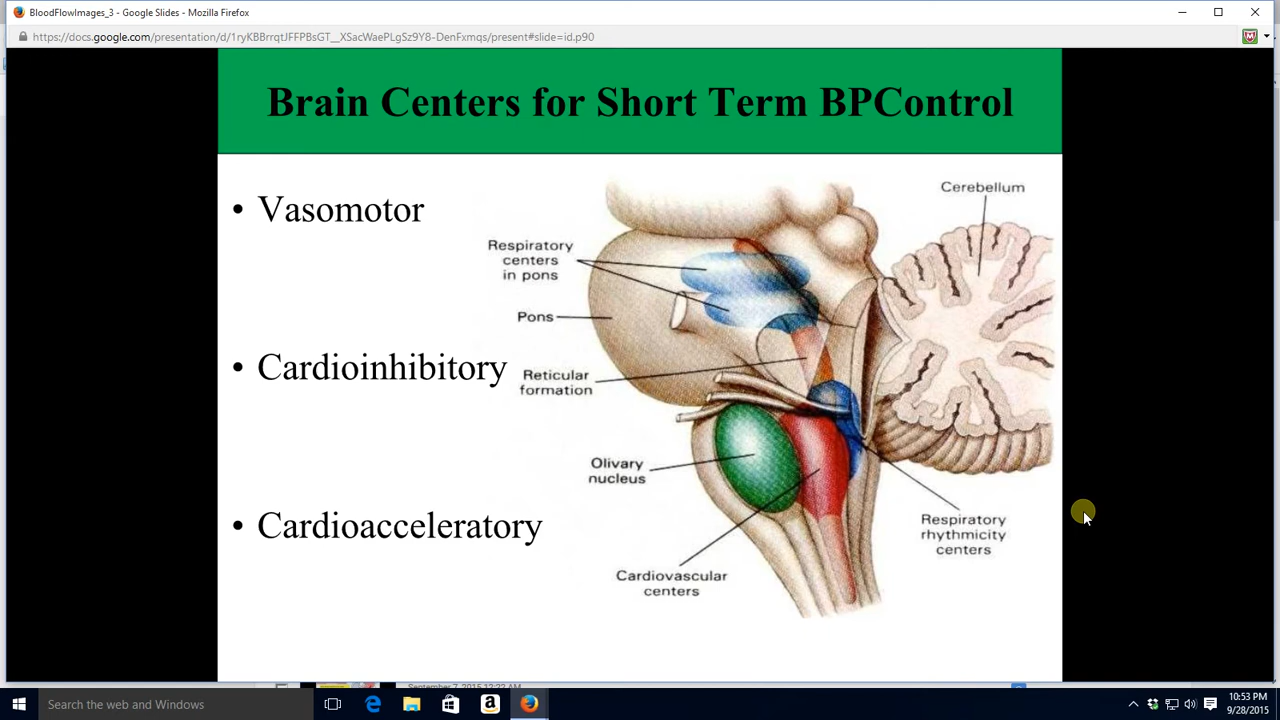 BloodFlowImages_3 - Google Slides - Mozilla Firefox
https://docs.google.com/presentation/d/1ryKBBrrqtJFFPBsGT__XSacWaePLgSz9Y8-DenFxmqs/present#slide=id.p90
Brain Centers for Short Term BPControl
• Vasomotor
• Cardioinhibitory
• Cardioacceleratory
Cerebellum
Respiratory
centers
in pons
Pons
Reticular
formation
Olivary
nucleus
Cardiovascular
centers
Respiratory
rhythmicity
centers
Search the web and Windows
10:53 PM
9/28/2015